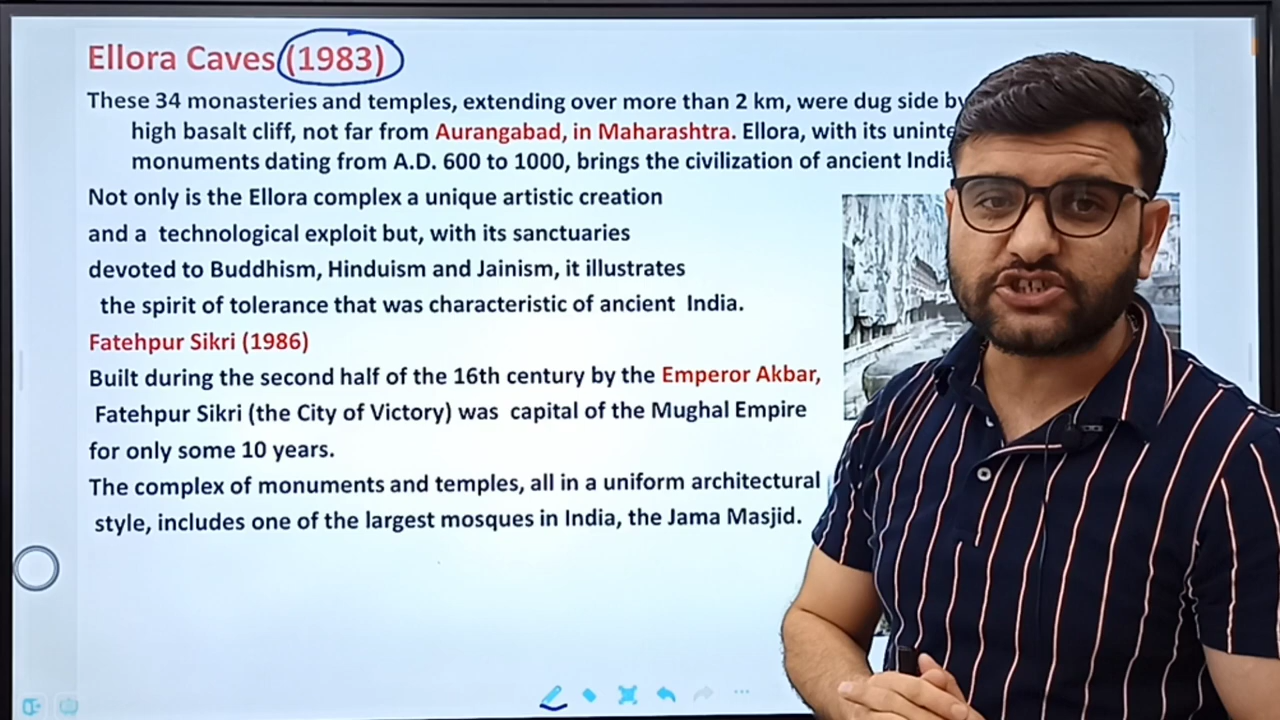 Ellora Caves (1983)
These 34 monasteries and temples, extending over more than 2 km, were dug side by
high basalt cliff, not far from Aurangabad, in Maharashtra. Ellora, with its
monuments dating from A.D. 600 to 1000, brings the civilization of ancient India
Not only is the Ellora complex a unique artistic creation
and a technological exploit but, with its sanctuaries
devoted to Buddhism, Hinduism and Jainism, it illustrates
the spirit of tolerance that was characteristic of ancient India.
Fatehpur Sikri (1986)
Built during the second half of the 16th century by the Emperor Akbar,
Fatehpur Sikri (the City of Victory) was capital of the Mughal Empire
for only some 10 years.
The complex of monuments and temples, all in a uniform architectural
style, includes one of the largest mosques in India, the Jama Masjid.